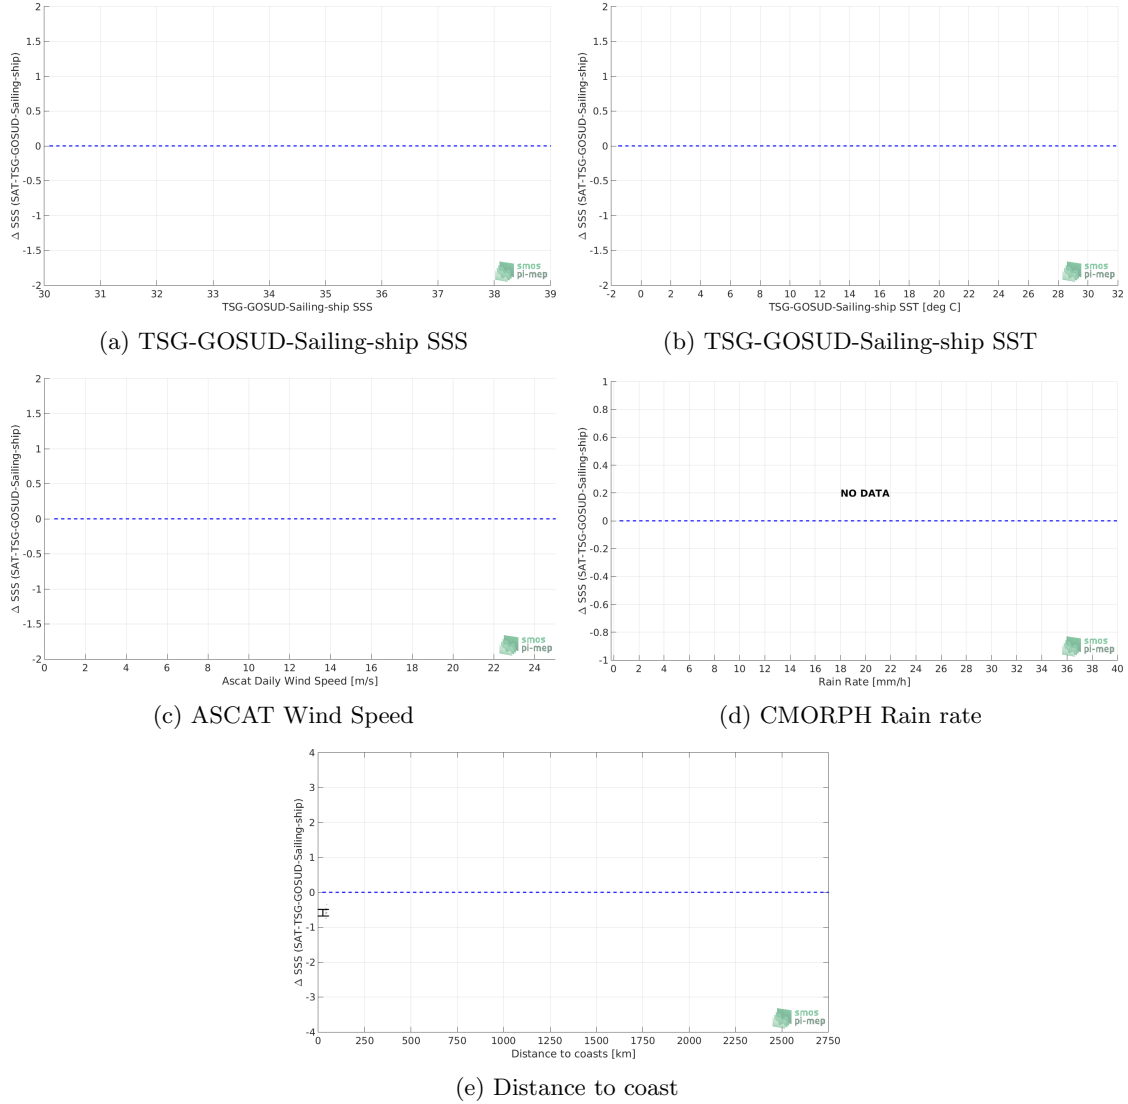 Δ SSS (SAT-TSG-GOSUD-Sailing-ship)
2
1.5
1
0.5
0
-0.5
-1
-1.5
-2
30 31 32 33 34 35 36 37 38 39
TSG-GOSUD-Sailing-ship SSS
smos
pi-mep
(a) TSG-GOSUD-Sailing-ship SSS
Δ SSS (SAT-TSG-GOSUD-Sailing-ship)
2
1.5
1
0.5
0
-0.5
-1
-1.5
-2
-2 0 2 4 6 8 10 12 14 16 18 20 22 24 26 28 30 32
TSG-GOSUD-Sailing-ship SST [deg C]
smos
pi-mep
(b) TSG-GOSUD-Sailing-ship SST
Δ SSS (SAT-TSG-GOSUD-Sailing-ship)
2
1.5
1
0.5
0
-0.5
-1
-1.5
-2
0 2 4 6 8 10 12 14 16 18 20 22 24
Ascat Daily Wind Speed [m/s]
smos
pi-mep
(c) ASCAT Wind Speed
Δ SSS (SAT-TSG-GOSUD-Sailing-ship)
1
0.8
0.6
0.4
0.2
0
-0.2
-0.4
-0.6
-0.8
-1
NO DATA
0 2 4 6 8 10 12 14 16 18 20 22 24 26 28 30 32 34 36 38 40
Rain Rate [mm/h]
smos
pi-mep
(d) CMORPH Rain rate
Δ SSS (SAT-TSG-GOSUD-Sailing-ship)
4
3
2
1
0
-1
-2
-3
-4
0 250 500 750 1000 1250 1500 1750 2000 2250 2500 2750
Distance to coasts [km]
smos
pi-mep
(e) Distance to coast